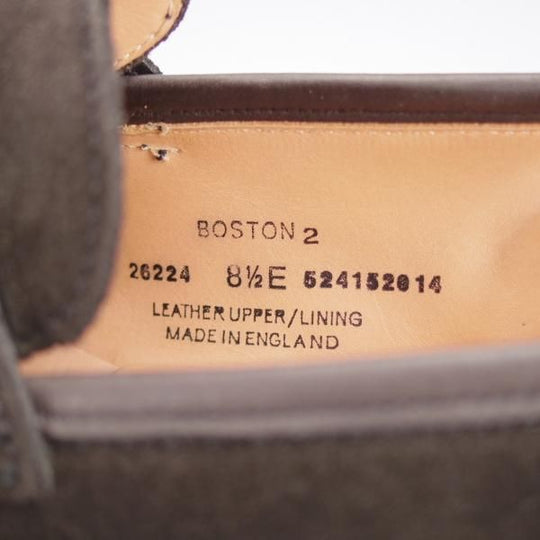 BOSTON 2
26224 8½E 524152014
LEATHER UPPER/LINING
MADE IN ENGLAND